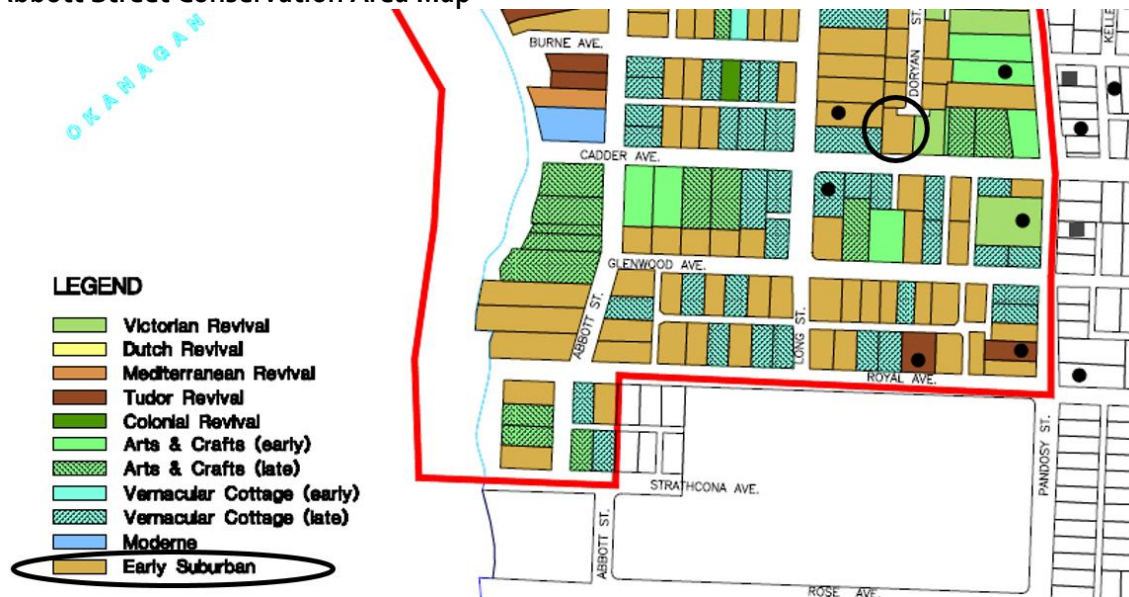 Abbott Street Conservation Area Map
OKANAGAN
BURNE AVE.
DORYAN ST.
CADDER AVE.
GLENWOOD AVE.
ABBOTT ST.
LONG ST.
ROYAL AVE.
PANDOSY ST.
STRATHCONA AVE.
ABBOTT ST.
ROSE AVE.
LEGEND
Victorian Revival
Dutch Revival
Mediterranean Revival
Tudor Revival
Colonial Revival
Arts & Crafts (early)
Arts & Crafts (late)
Vernacular Cottage (early)
Vernacular Cottage (late)
Moderne
Early Suburban